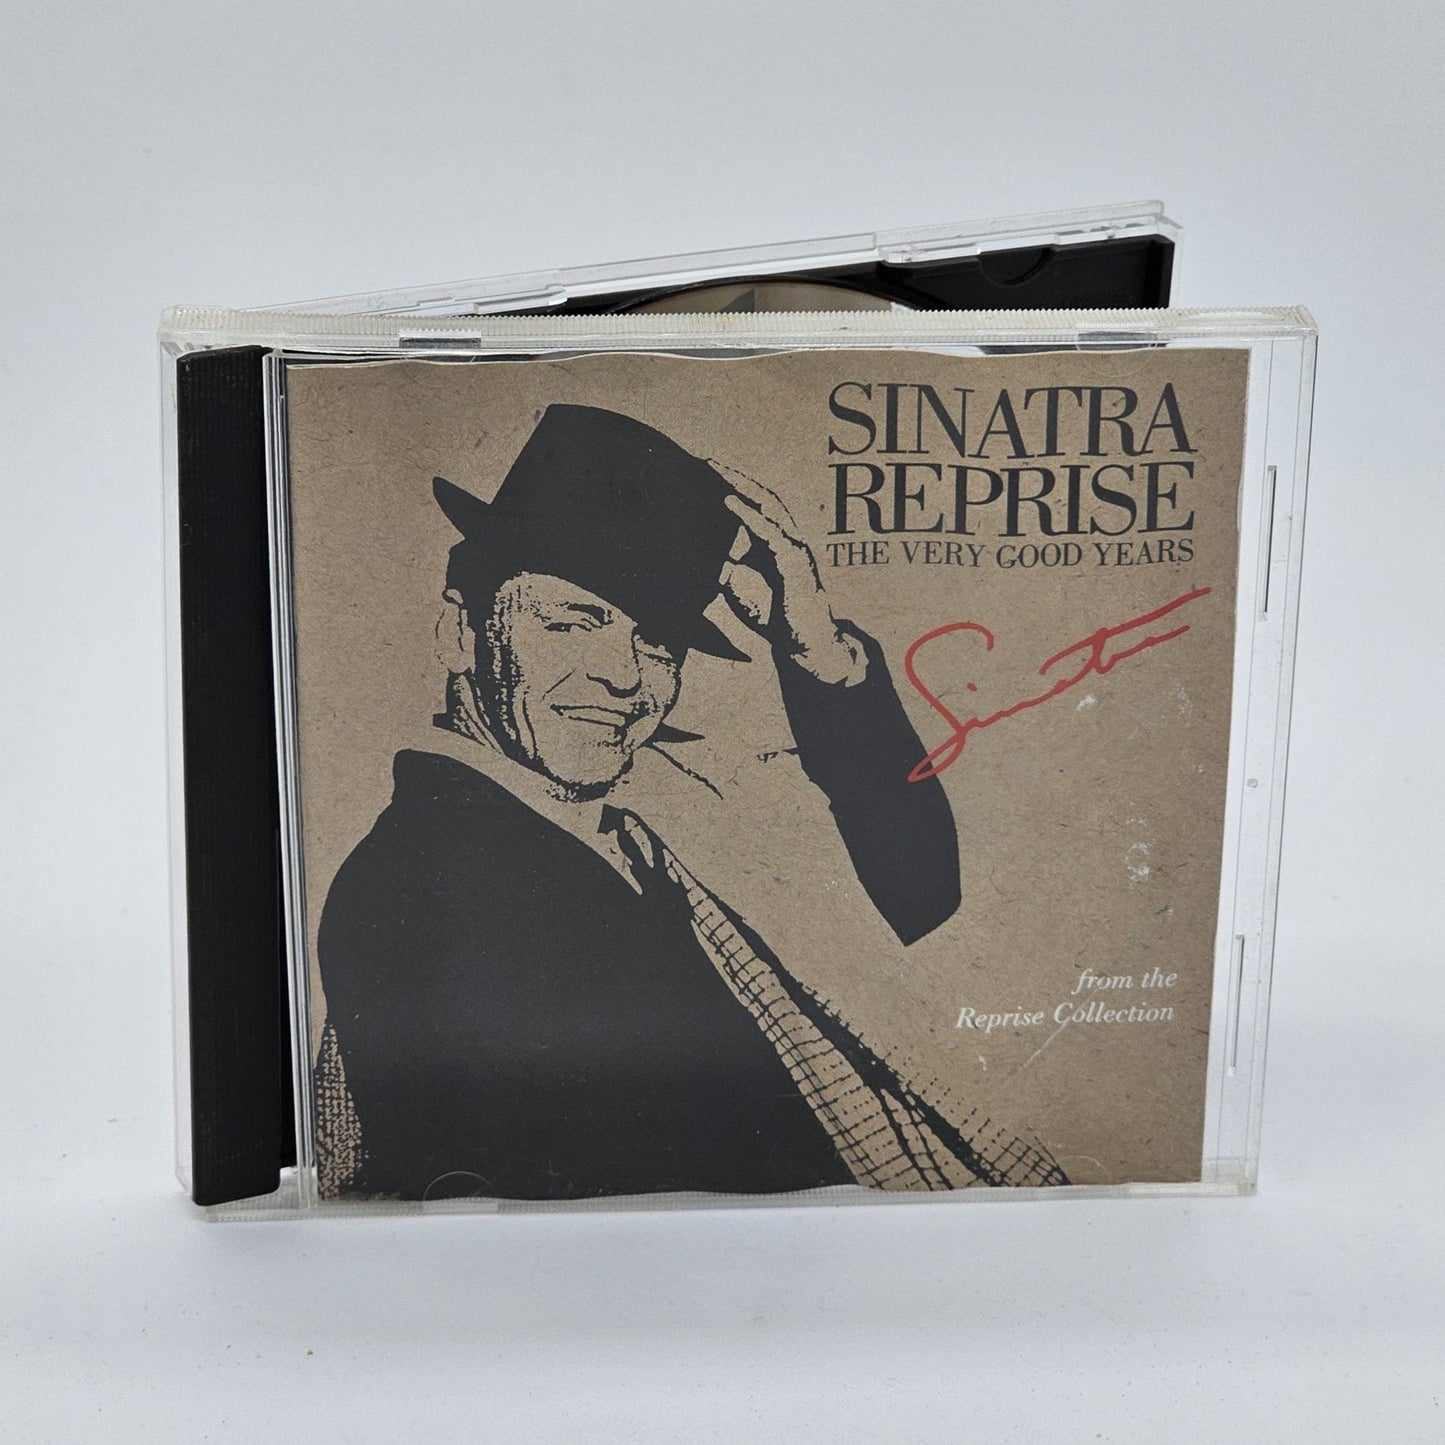 SINATRA
REPRISE
THE VERY GOOD YEARS
Sinatra
from the
Reprise Collection